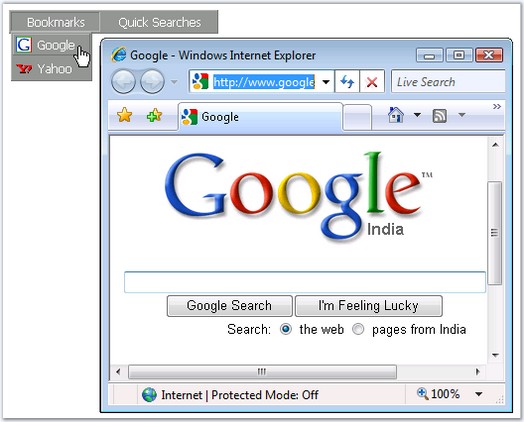 Bookmarks Quick Searches
Google
Yahoo
Google - Windows Internet Explorer
http://www.google
Live Search
Google
Google™
India
Google Search I'm Feeling Lucky
Search: the web pages from India
Internet | Protected Mode: Off
100%